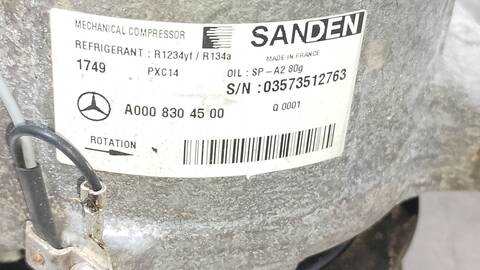 MECHANICAL COMPRESSOR
SANDEN
REFRIGERANT : R1234yf / R134a
MADE IN FRANCE
1749 PXC14
OIL : SP - A2 80g
S/N : 03573512763
A000 830 45 00
Q 0001
ROTATION